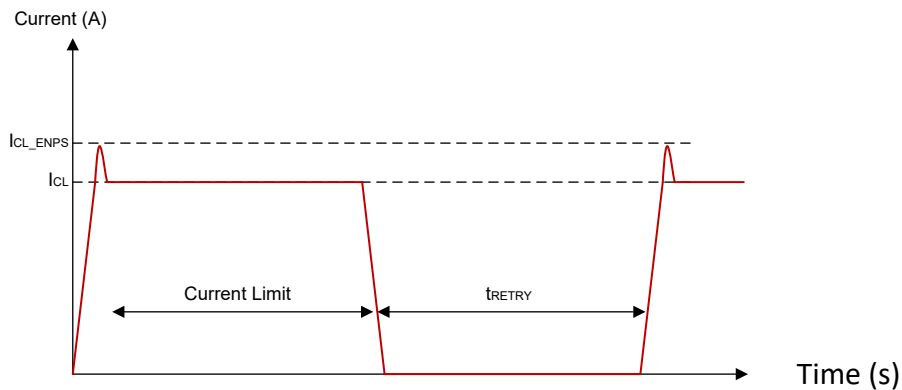 Current (A)
ICL_ENPS
ICL
Current Limit
tRETRY
Time (s)